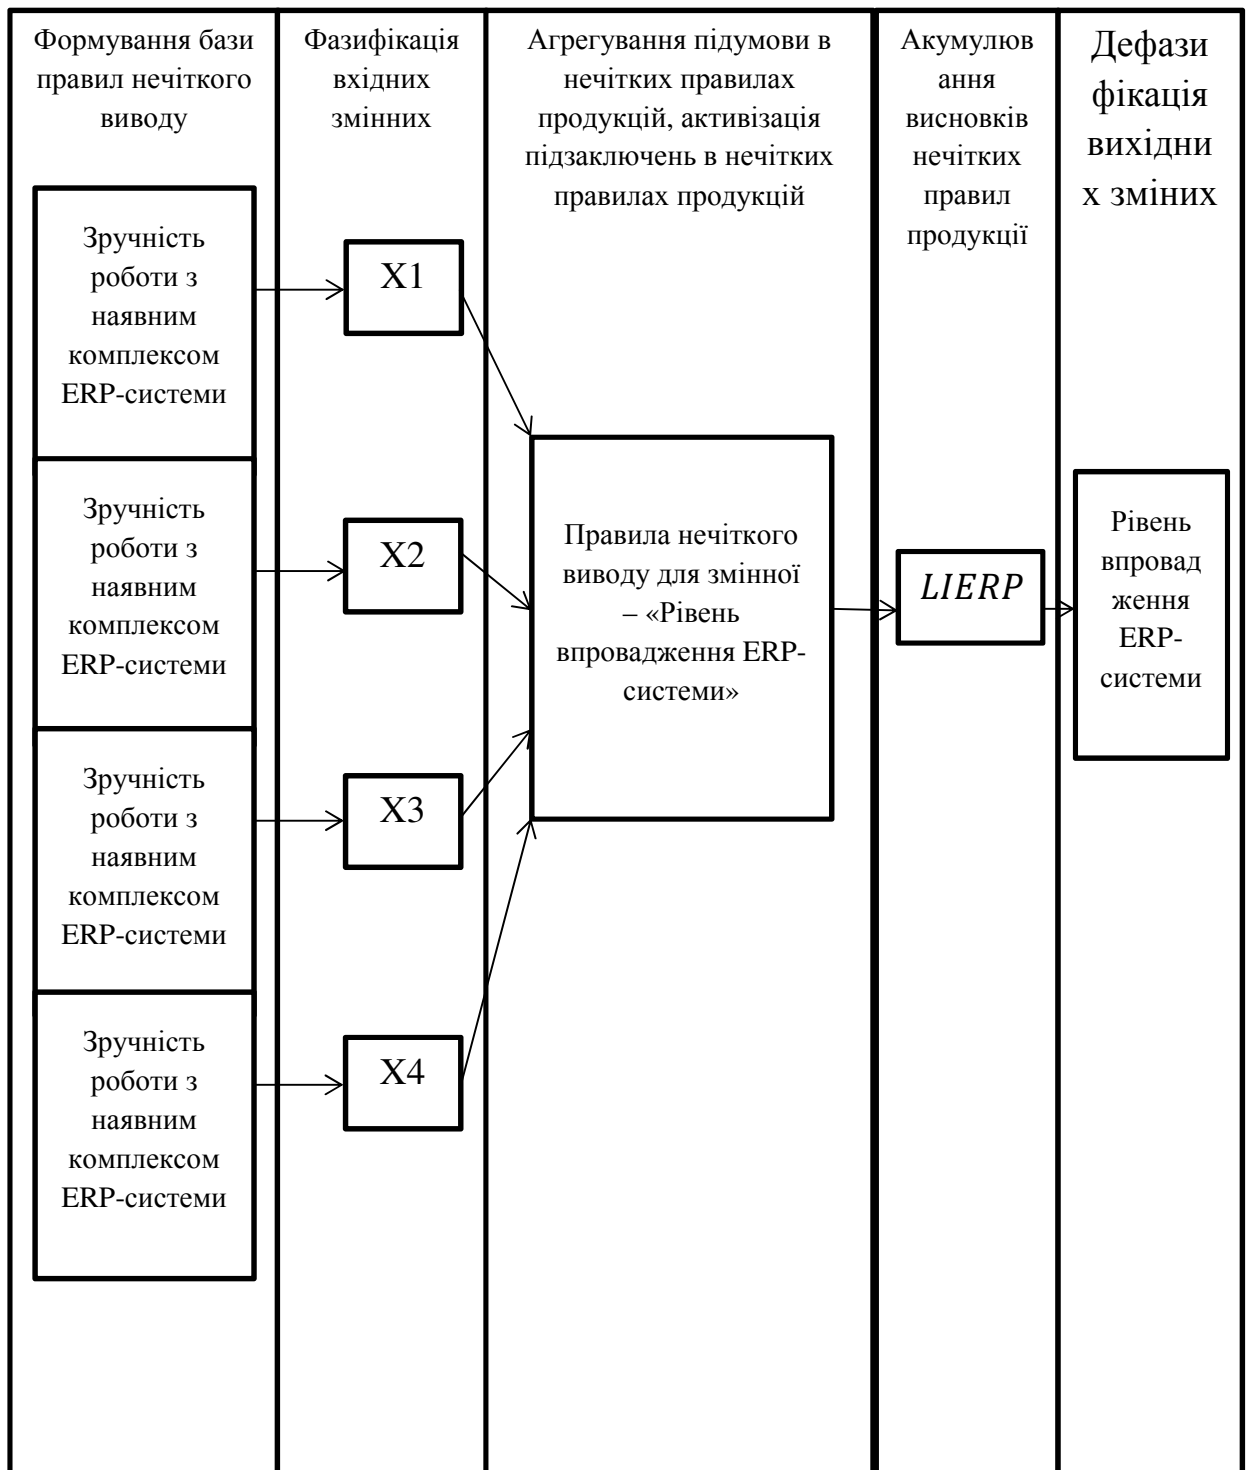 Формування бази
правил нечіткого
виводу
Фазифікація
вхідних
змінних
Агрегування підумови в
нечітких правилах
продукцій, активізація
підзаключень в нечітких
правилах продукцій
Акумулюв
ання
висновків
нечітких
правил
продукції
Дефази
фікація
вихідни
х зміних
Зручність
роботи з
наявним
комплексом
ERP-системи
X1
Зручність
роботи з
наявним
комплексом
ERP-системи
X2
Зручність
роботи з
наявним
комплексом
ERP-системи
X3
Зручність
роботи з
наявним
комплексом
ERP-системи
X4
Правила нечіткого
виводу для змінної
– «Рівень
впровадження ERP-
системи»
LIERP
Рівень
впровад
ження
ERP-
системи